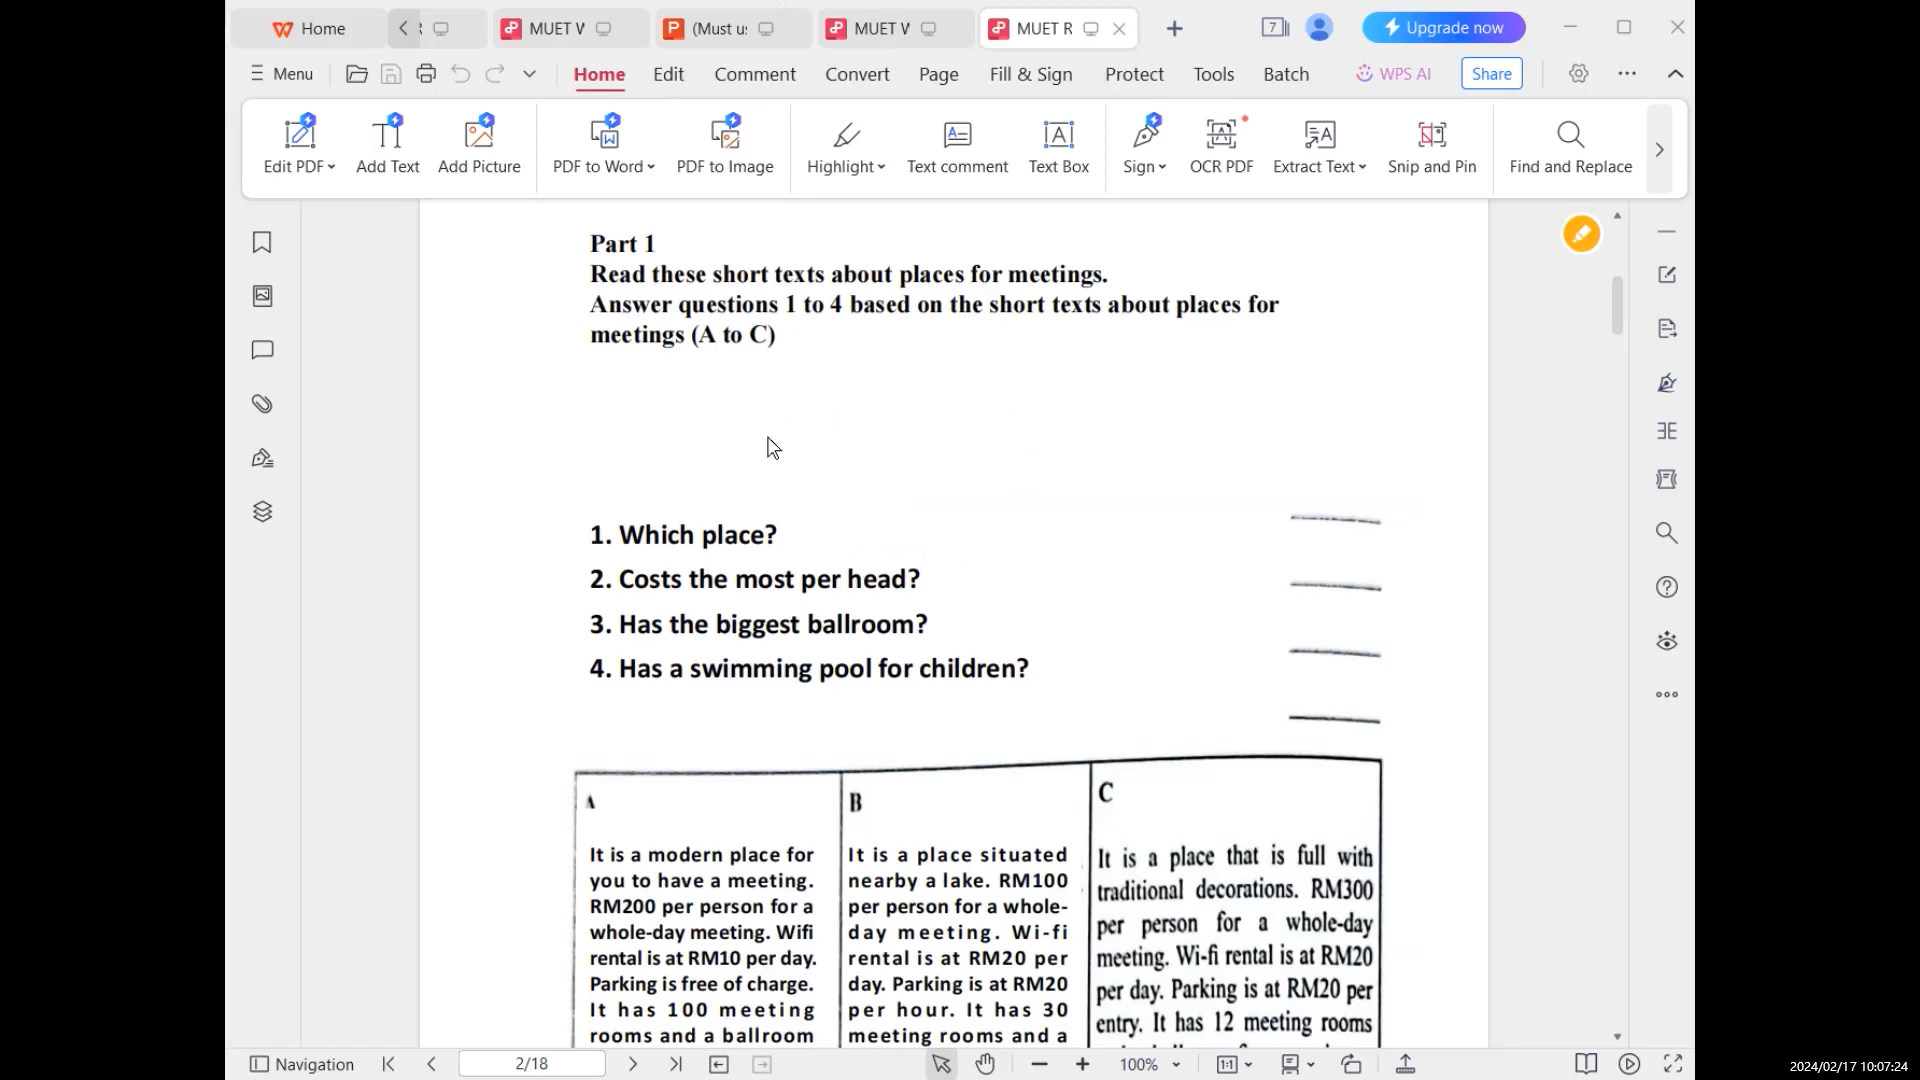 Home
MUET V
(Must u:
MUET V
MUET R
7
Upgrade now
Menu
Home Edit Comment Convert Page Fill & Sign Protect Tools Batch
WPS AI
Share
Edit PDF Add Text Add Picture PDF to Word PDF to Image Highlight Text comment Text Box Sign OCR PDF Extract Text Snip and Pin Find and Replace
Part 1
Read these short texts about places for meetings.
Answer questions 1 to 4 based on the short texts about places for
meetings (A to C)
1. Which place?
2. Costs the most per head?
3. Has the biggest ballroom?
4. Has a swimming pool for children?
A
It is a modern place for
you to have a meeting.
RM200 per person for a
whole-day meeting. Wifi
rental is at RM10 per day.
Parking is free of charge.
It has 100 meeting
rooms and a ballroom
B
It is a place situated
nearby a lake. RM100
per person for a whole-
day meeting. Wi-fi
rental is at RM20 per
day. Parking is at RM20
per hour. It has 30
meeting rooms and a
C
It is a place that is full with
traditional decorations. RM300
per person for a whole-day
meeting. Wi-fi rental is at RM20
per day. Parking is at RM20 per
entry. It has 12 meeting rooms
Navigation
2/18
100%
2024/02/17 10:07:24